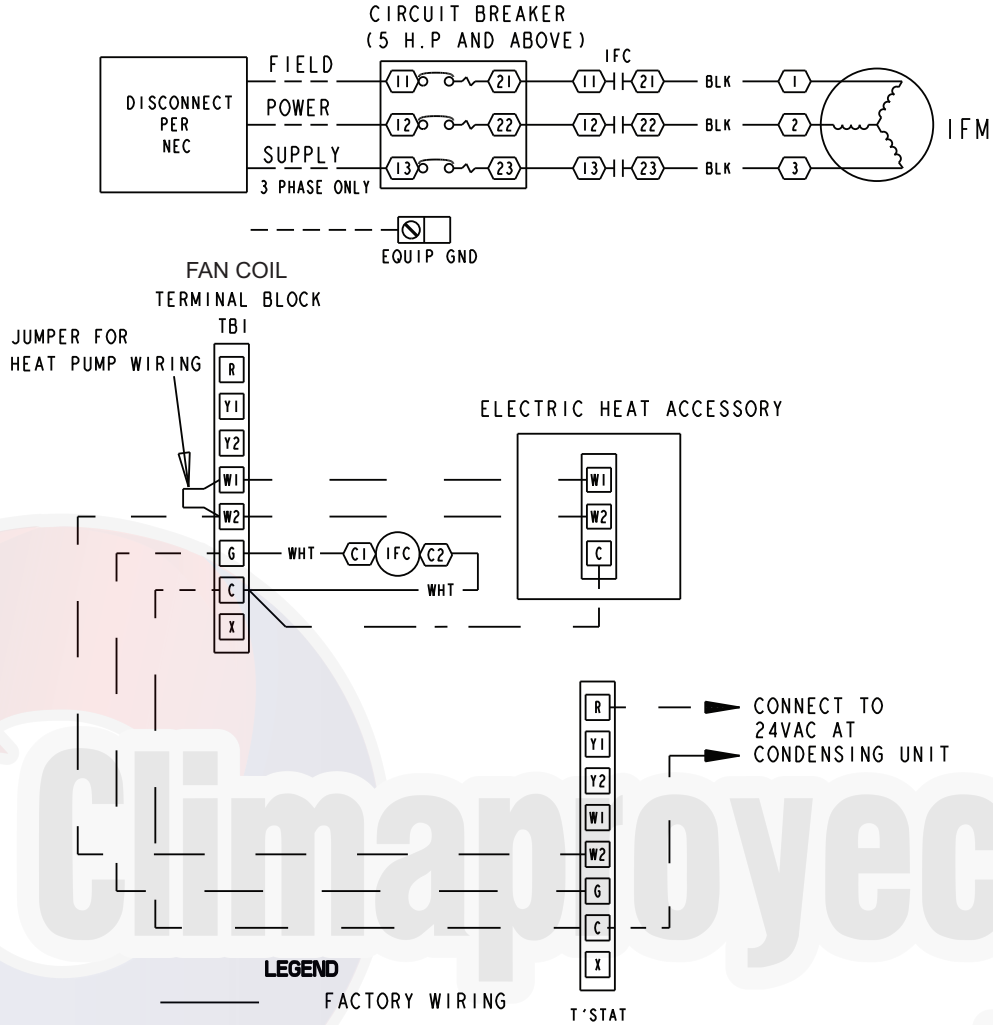 CIRCUIT BREAKER
(5 H.P AND ABOVE)
IFC
FIELD
11 21 11 21 BLK 1
DISCONNECT
PER
NEC
POWER
12 22 12 22 BLK 2
IFM
SUPPLY
13 23 13 23 BLK 3
3 PHASE ONLY
EQUIP GND
FAN COIL
TERMINAL BLOCK
TB1
JUMPER FOR
HEAT PUMP WIRING
R
Y1
Y2
W1
W2
G
C
X
WHT C1 IFC C2
WHT
ELECTRIC HEAT ACCESSORY
W1
W2
C
R
Y1
Y2
W1
W2
G
C
X
T'STAT
CONNECT TO
24VAC AT
CONDENSING UNIT
Climaproyec
LEGEND
FACTORY WIRING